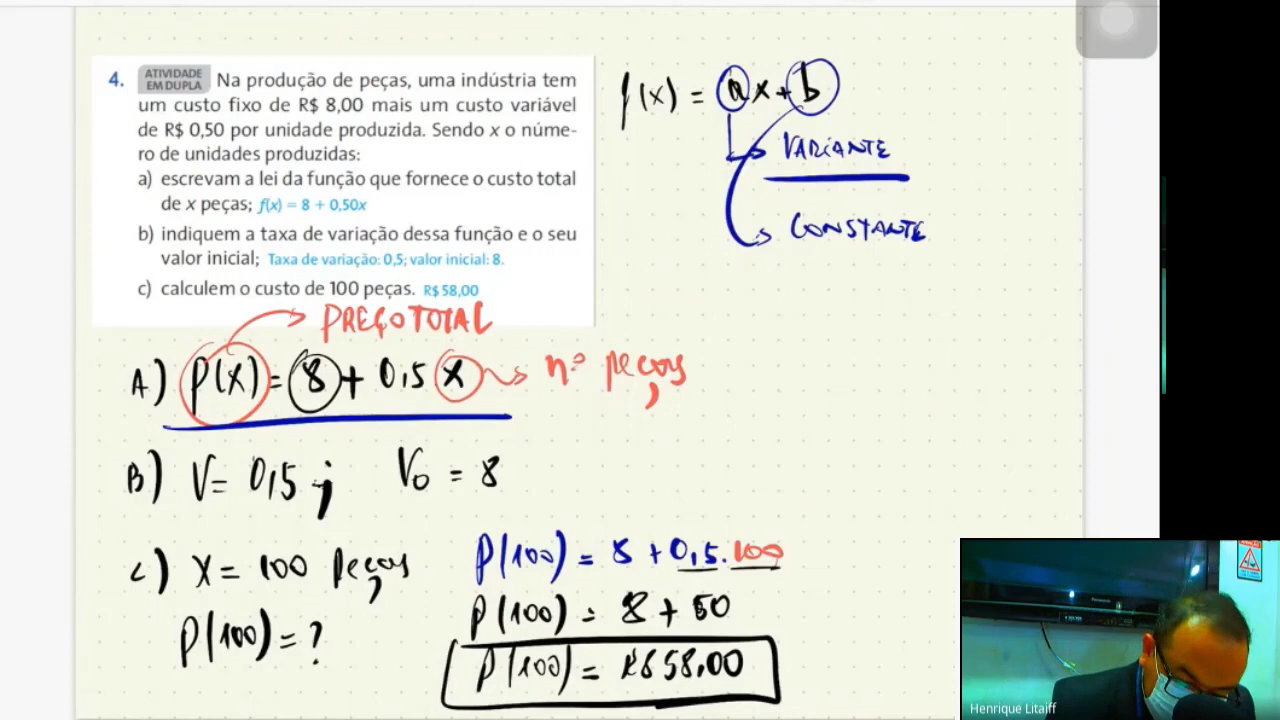 4. ATIVIDADE EM DUPLA Na produção de peças, uma indústria tem
um custo fixo de R$ 8,00 mais um custo variável
de R$ 0,50 por unidade produzida. Sendo x o núme-
ro de unidades produzidas:
a) escrevam a lei da função que fornece o custo total
de x peças; f(x) = 8 + 0,50x
b) indiquem a taxa de variação dessa função e o seu
valor inicial; Taxa de variação: 0,5; valor inicial: 8.
c) calculem o custo de 100 peças. R$ 58,00
f(x) = ax + b
VARIANTE
CONSTANTE
PREÇO TOTAL
A) P(x) = 8 + 0,5 x nº peças
B) V = 0,5 ; V₀ = 8
C) X = 100 peças
P(100) = ?
P(100) = 8 + 0,5.100
P(100) = 8 + 50
P(100) = R$ 58,00
Henrique Litaiff